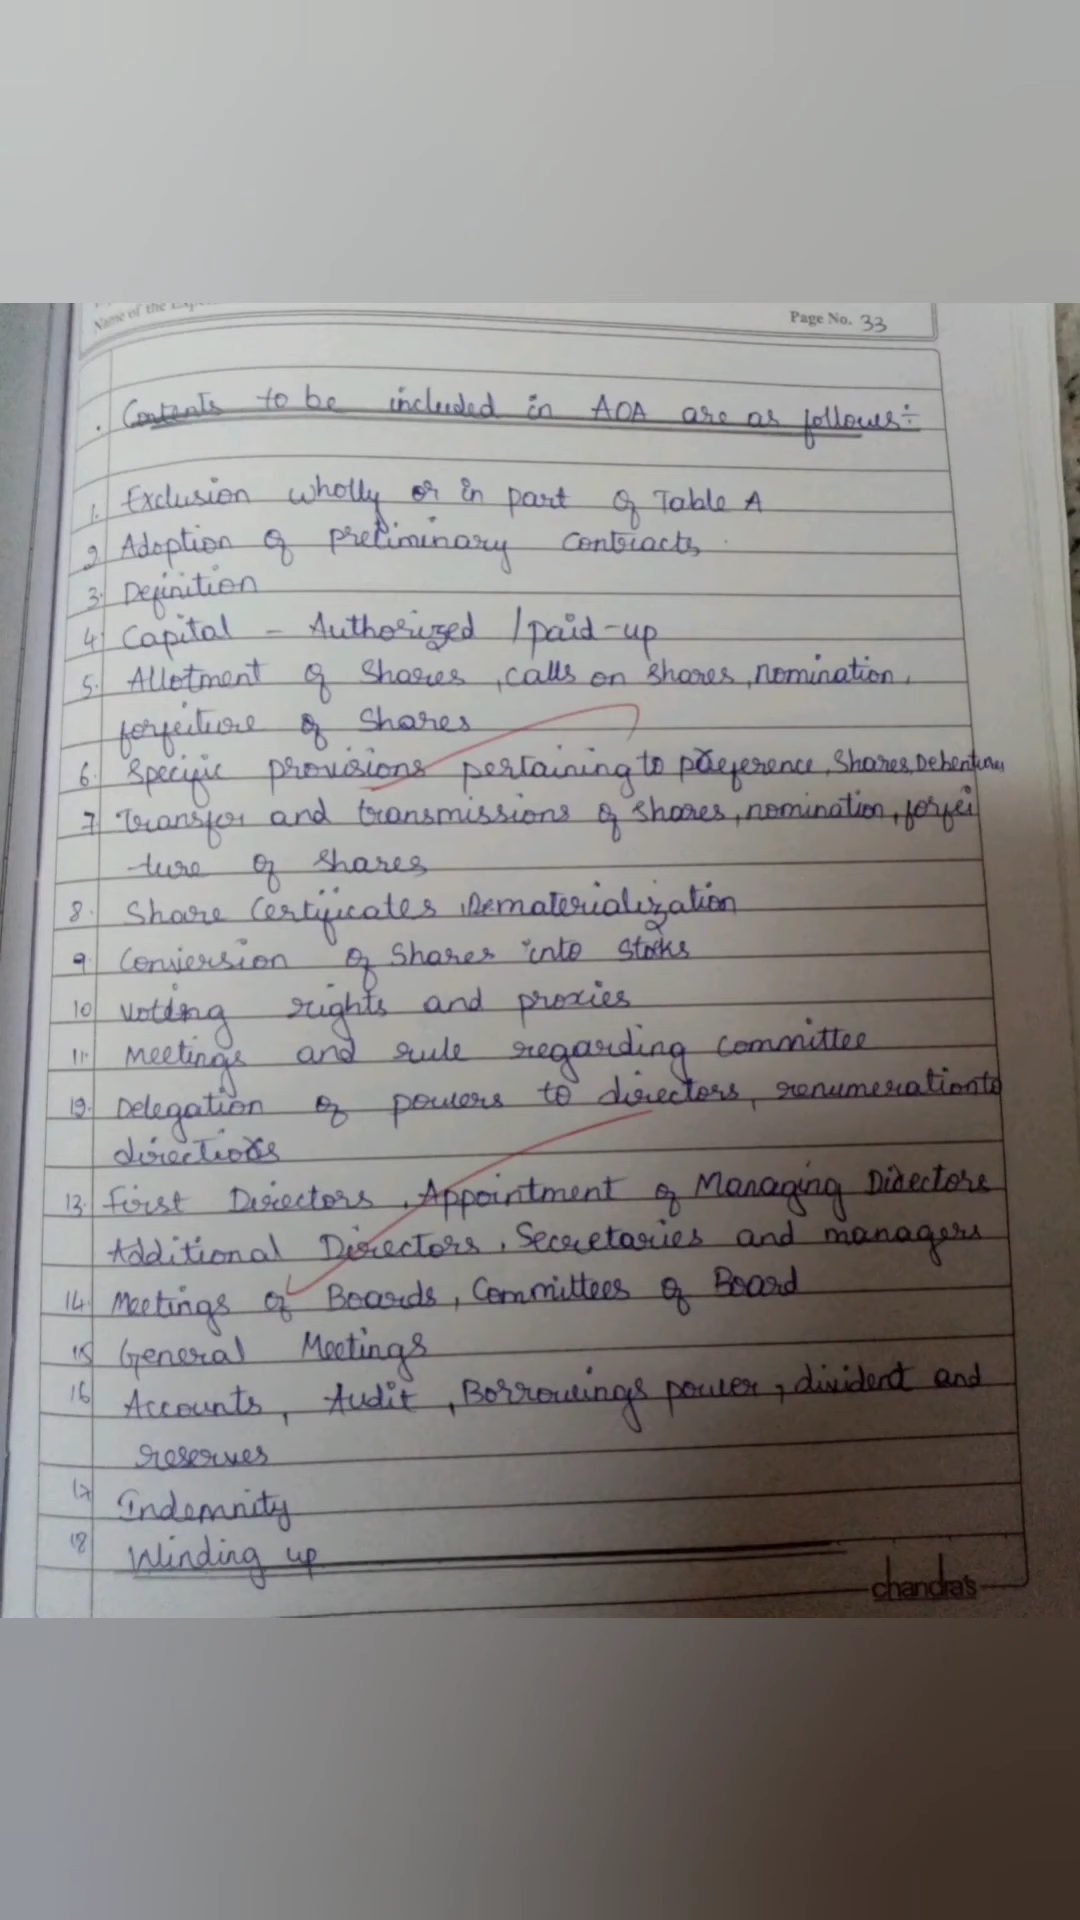 Name of the Expe
Page No. 33
Contents to be included in AOA are as follows:-
1. Exclusion wholly or in part of Table A
2 Adoption of preliminary contracts
3. Definition
4. Capital - Authorized / paid-up
5. Allotment of shares, calls on shares, nomination,
forfeiture of shares
6. Specific provisions pertaining to preference, Shares, Debentures
7 Transfer and transmissions of shares, nomination, forfei
-ture of shares
8. Share Certificates, Dematerialization
9 Conversion of shares into stocks
10 Voting rights and proxies
11. Meetings and rule regarding committee
12. Delegation of powers to directors, renumeration to
directiors
13. First Directors, Appointment of Managing Directors
Additional Directors, Secretaries and managers
14. Meetings of Boards, Committees of Board
15 General Meetings
16 Accounts, Audit, Borrowings power, divident and
reserves
17 Indemnity
18 Winding up
chandra's